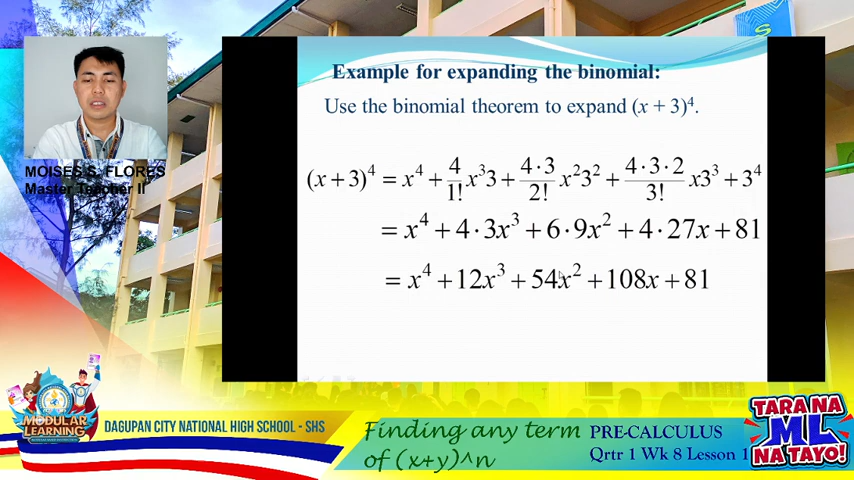 Example for expanding the binomial:
Use the binomial theorem to expand (x + 3)⁴.
MOISES S. FLORES
Master Teacher II
(x + 3)⁴ = x⁴ + 4/1! x³3 + 4·3/2! x²3² + 4·3·2/3! x3³ + 3⁴
= x⁴ + 4·3x³ + 6·9x² + 4·27x + 81
= x⁴ + 12x³ + 54x² + 108x + 81
MODULAR
LEARNING
DAGUPAN CITY NATIONAL HIGH SCHOOL - SHS
Finding any term
of (x+y)^n
PRE-CALCULUS
Qrtr 1 Wk 8 Lesson 1
TARA NA
ML
NA TAYO!